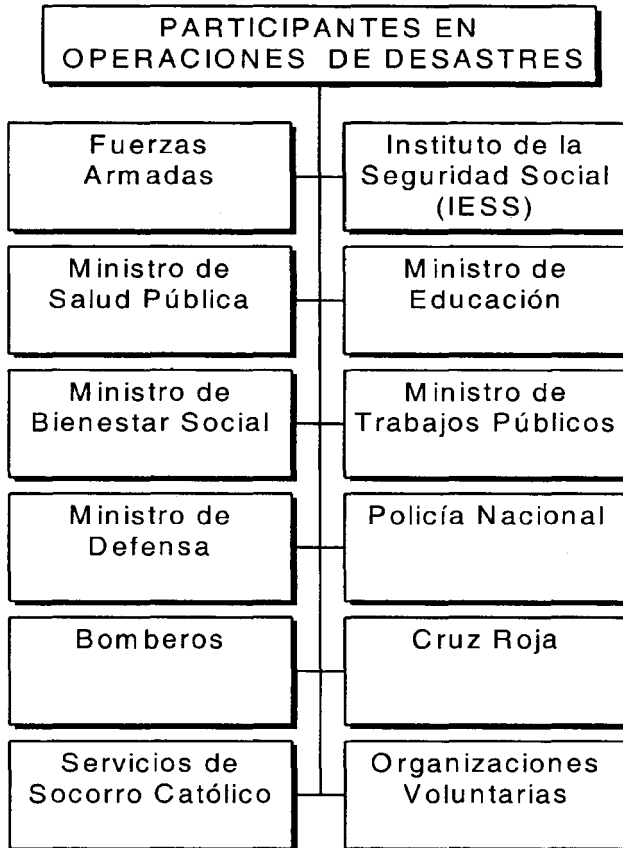 PARTICIPANTES EN
OPERACIONES DE DESASTRES
Fuerzas
Armadas
Instituto de la
Seguridad Social
(IESS)
Ministro de
Salud Pública
Ministro de
Educación
Ministro de
Bienestar Social
Ministro de
Trabajos Públicos
Ministro de
Defensa
Policía Nacional
Bomberos
Cruz Roja
Servicios de
Socorro Católico
Organizaciones
Voluntarias